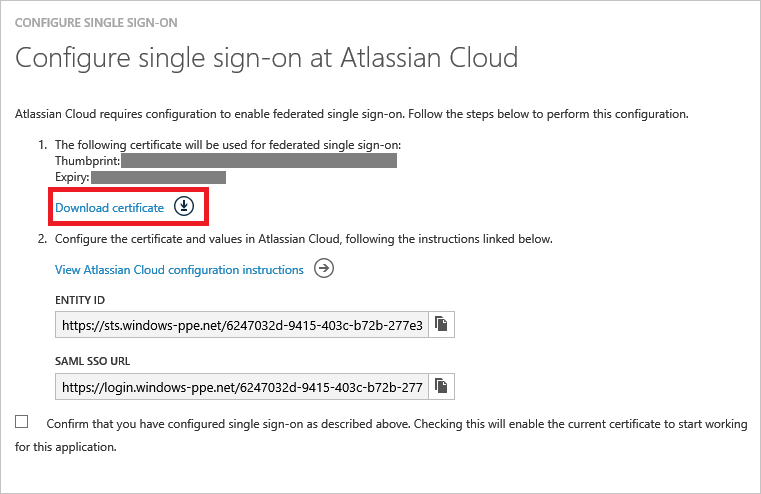 CONFIGURE SINGLE SIGN-ON
Configure single sign-on at Atlassian Cloud
Atlassian Cloud requires configuration to enable federated single sign-on. Follow the steps below to perform this configuration.
1. The following certificate will be used for federated single sign-on:
Thumbprint:
Expiry:
Download certificate
2. Configure the certificate and values in Atlassian Cloud, following the instructions linked below.
View Atlassian Cloud configuration instructions
ENTITY ID
https://sts.windows-ppe.net/6247032d-9415-403c-b72b-277e3
SAML SSO URL
https://login.windows-ppe.net/6247032d-9415-403c-b72b-277
Confirm that you have configured single sign-on as described above. Checking this will enable the current certificate to start working
for this application.